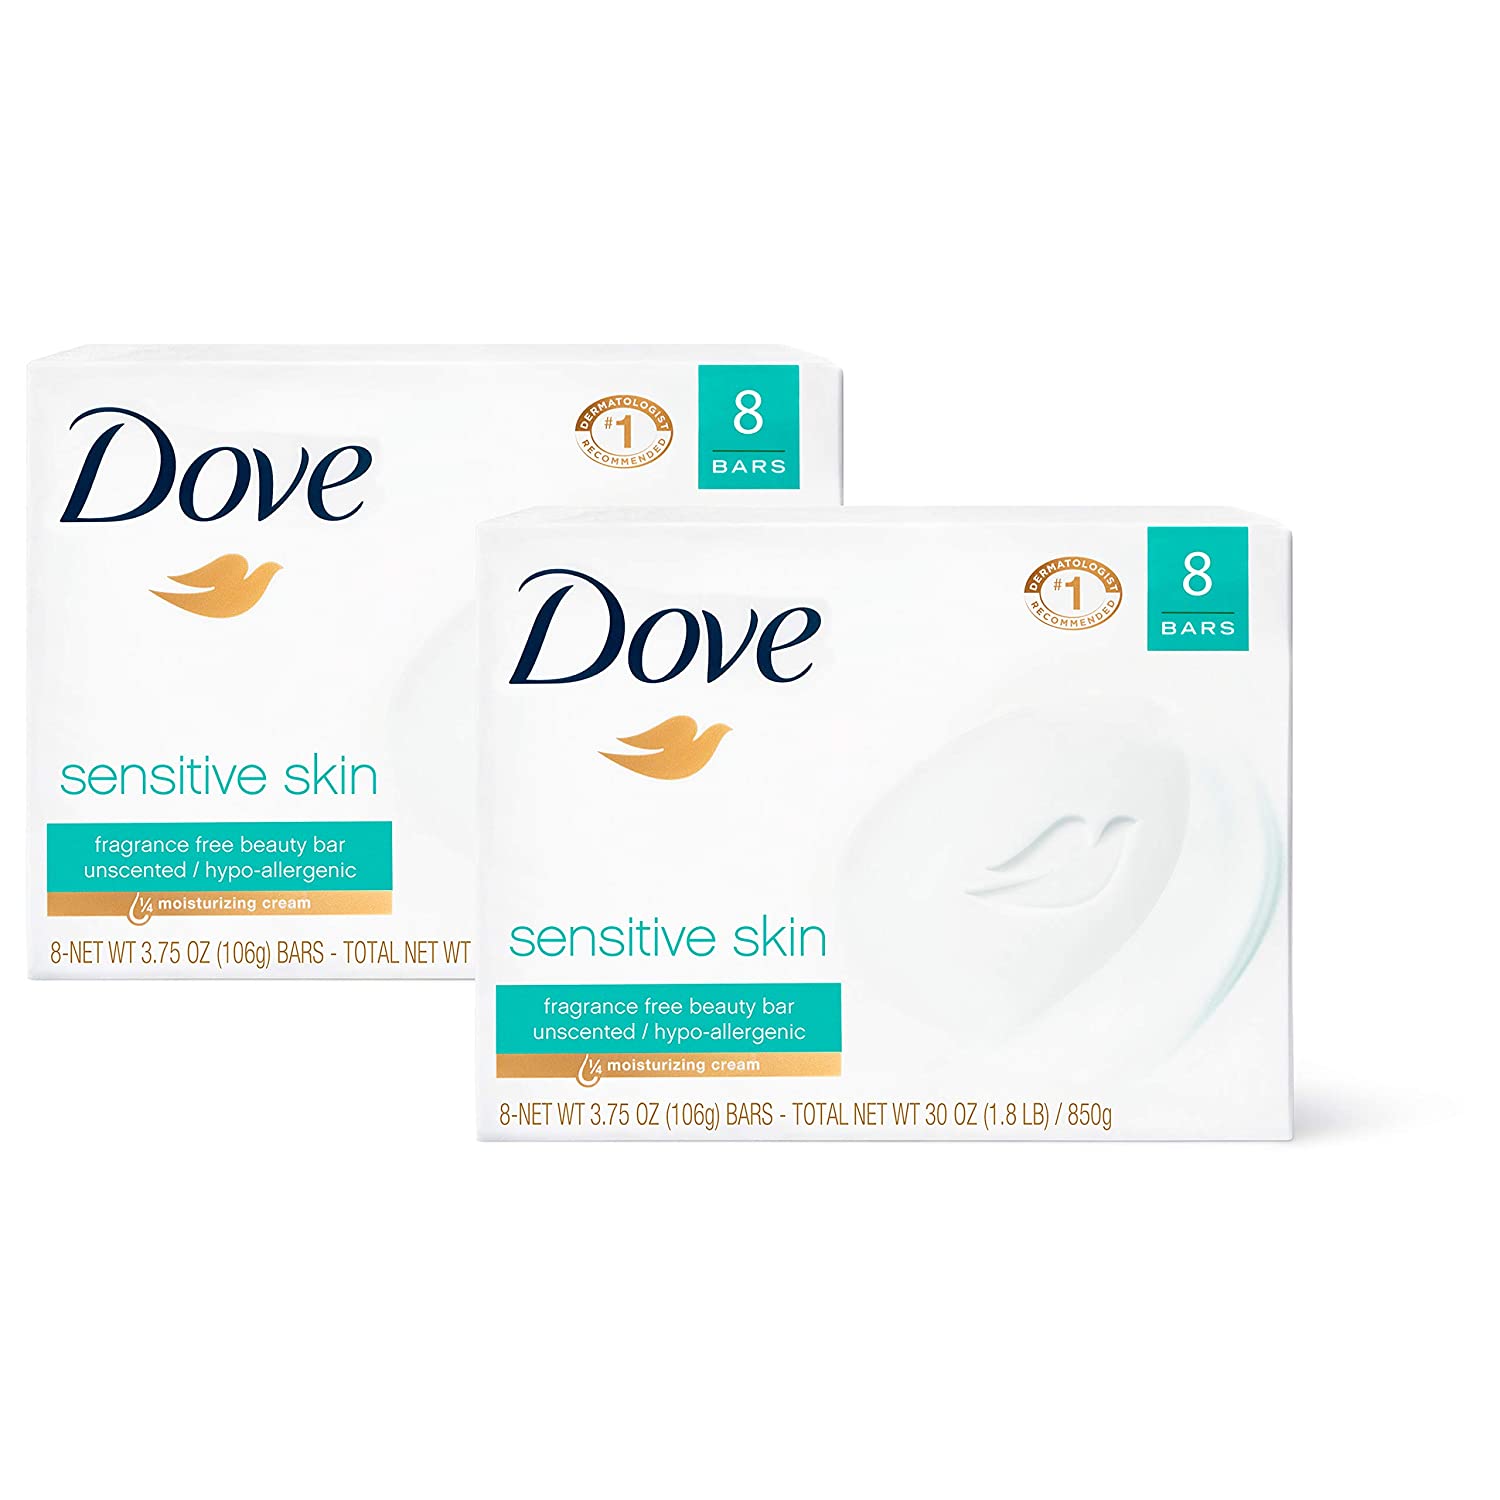 Dove
DERMATOLOGIST
#1
RECOMMENDED
8
BARS
sensitive skin
fragrance free beauty bar
unscented / hypo-allergenic
1/4 moisturizing cream
8-NET WT 3.75 OZ (106g) BARS - TOTAL NET WT
Dove
DERMATOLOGIST
#1
RECOMMENDED
8
BARS
sensitive skin
fragrance free beauty bar
unscented / hypo-allergenic
1/4 moisturizing cream
8-NET WT 3.75 OZ (106g) BARS - TOTAL NET WT 30 OZ (1.8 LB) / 850g